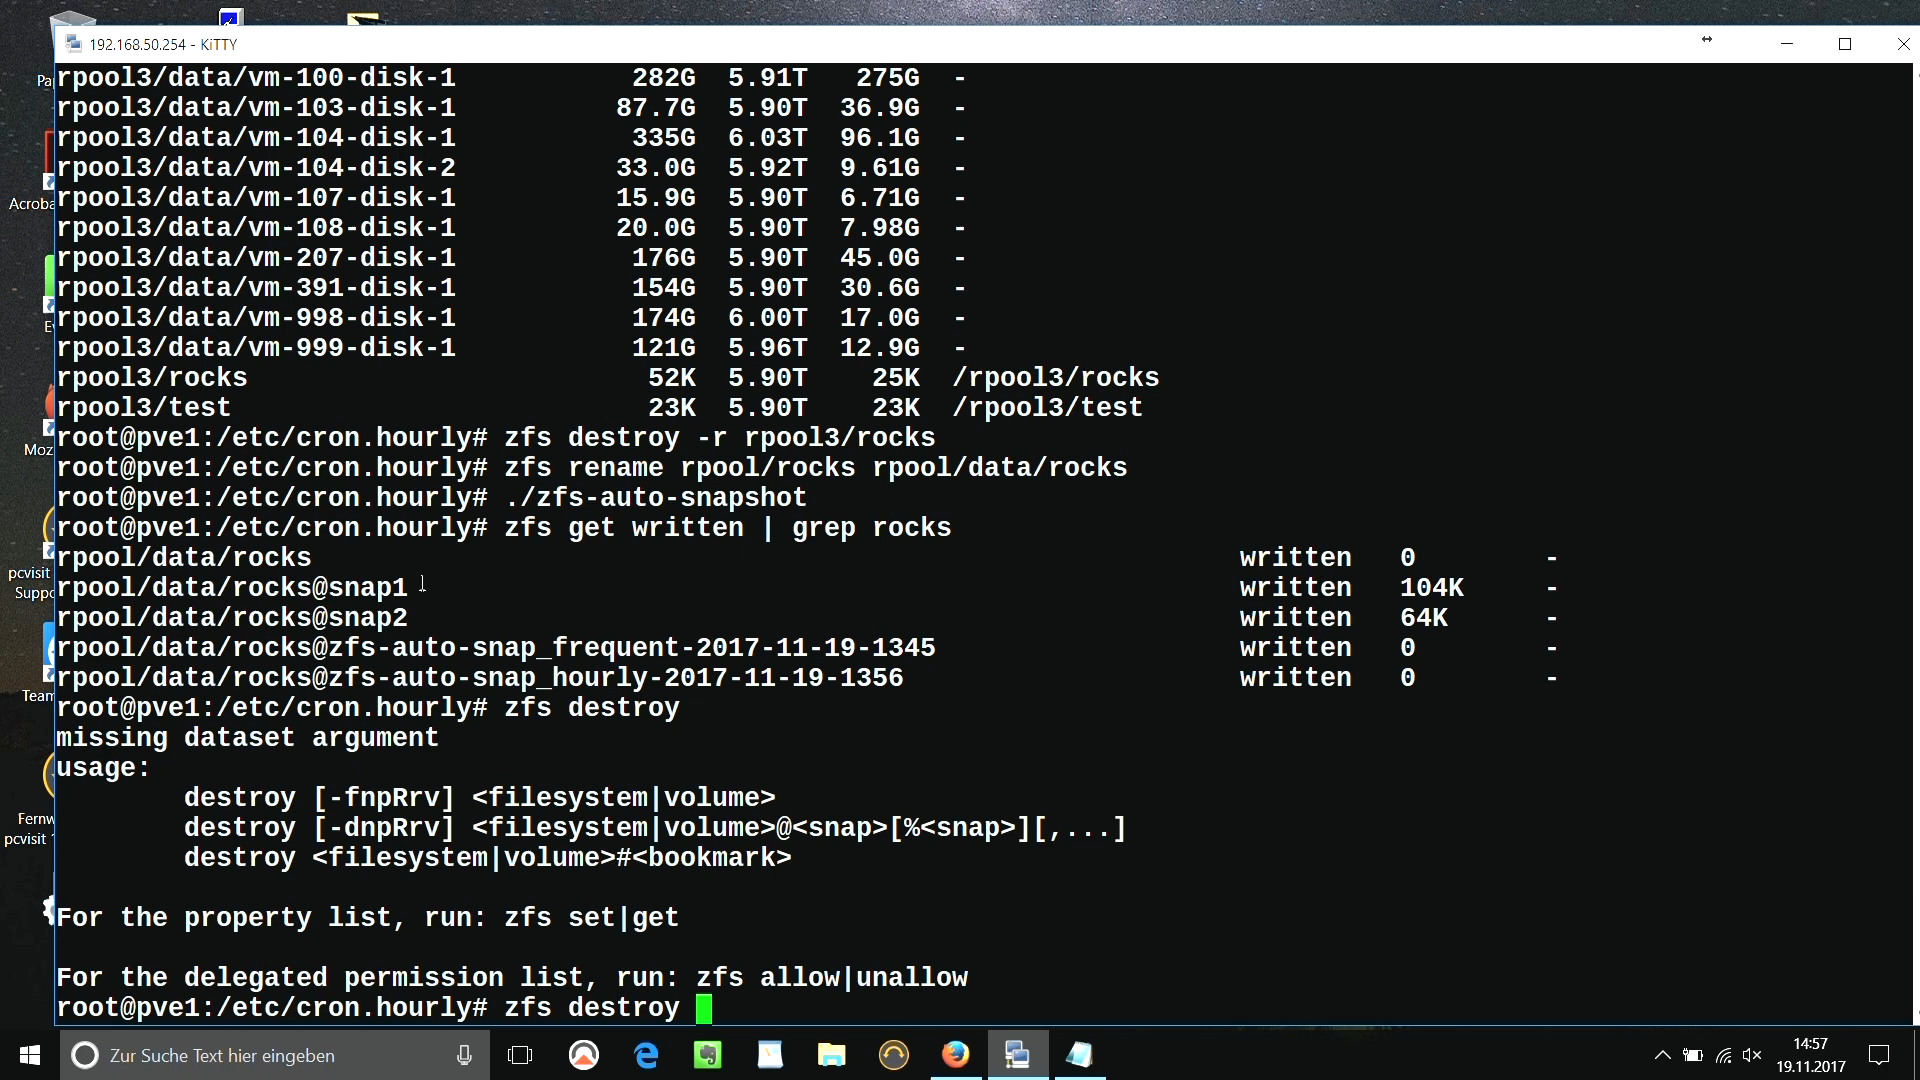 192.168.50.254 - KiTTY
rpool3/data/vm-100-disk-1 282G 5.91T 275G -
rpool3/data/vm-103-disk-1 87.7G 5.90T 36.9G -
rpool3/data/vm-104-disk-1 335G 6.03T 96.1G -
rpool3/data/vm-104-disk-2 33.0G 5.92T 9.61G -
rpool3/data/vm-107-disk-1 15.9G 5.90T 6.71G -
rpool3/data/vm-108-disk-1 20.0G 5.90T 7.98G -
rpool3/data/vm-207-disk-1 176G 5.90T 45.0G -
rpool3/data/vm-391-disk-1 154G 5.90T 30.6G -
rpool3/data/vm-998-disk-1 174G 6.00T 17.0G -
rpool3/data/vm-999-disk-1 121G 5.96T 12.9G -
rpool3/rocks 52K 5.90T 25K /rpool3/rocks
rpool3/test 23K 5.90T 23K /rpool3/test
root@pve1:/etc/cron.hourly# zfs destroy -r rpool3/rocks
root@pve1:/etc/cron.hourly# zfs rename rpool/rocks rpool/data/rocks
root@pve1:/etc/cron.hourly# ./zfs-auto-snapshot
root@pve1:/etc/cron.hourly# zfs get written | grep rocks
rpool/data/rocks written 0 -
rpool/data/rocks@snap1 written 104K -
rpool/data/rocks@snap2 written 64K -
rpool/data/rocks@zfs-auto-snap_frequent-2017-11-19-1345 written 0 -
rpool/data/rocks@zfs-auto-snap_hourly-2017-11-19-1356 written 0 -
root@pve1:/etc/cron.hourly# zfs destroy
missing dataset argument
usage:
destroy [-fnpRrv] <filesystem|volume>
destroy [-dnpRrv] <filesystem|volume>@<snap>[%<snap>][,...]
destroy <filesystem|volume>#<bookmark>
For the property list, run: zfs set|get
For the delegated permission list, run: zfs allow|unallow
root@pve1:/etc/cron.hourly# zfs destroy
Pa
Acroba
Ev
Moz
pcvisit
Suppo
Team
Fernw
pcvisit
Zur Suche Text hier eingeben
14:57
19.11.2017